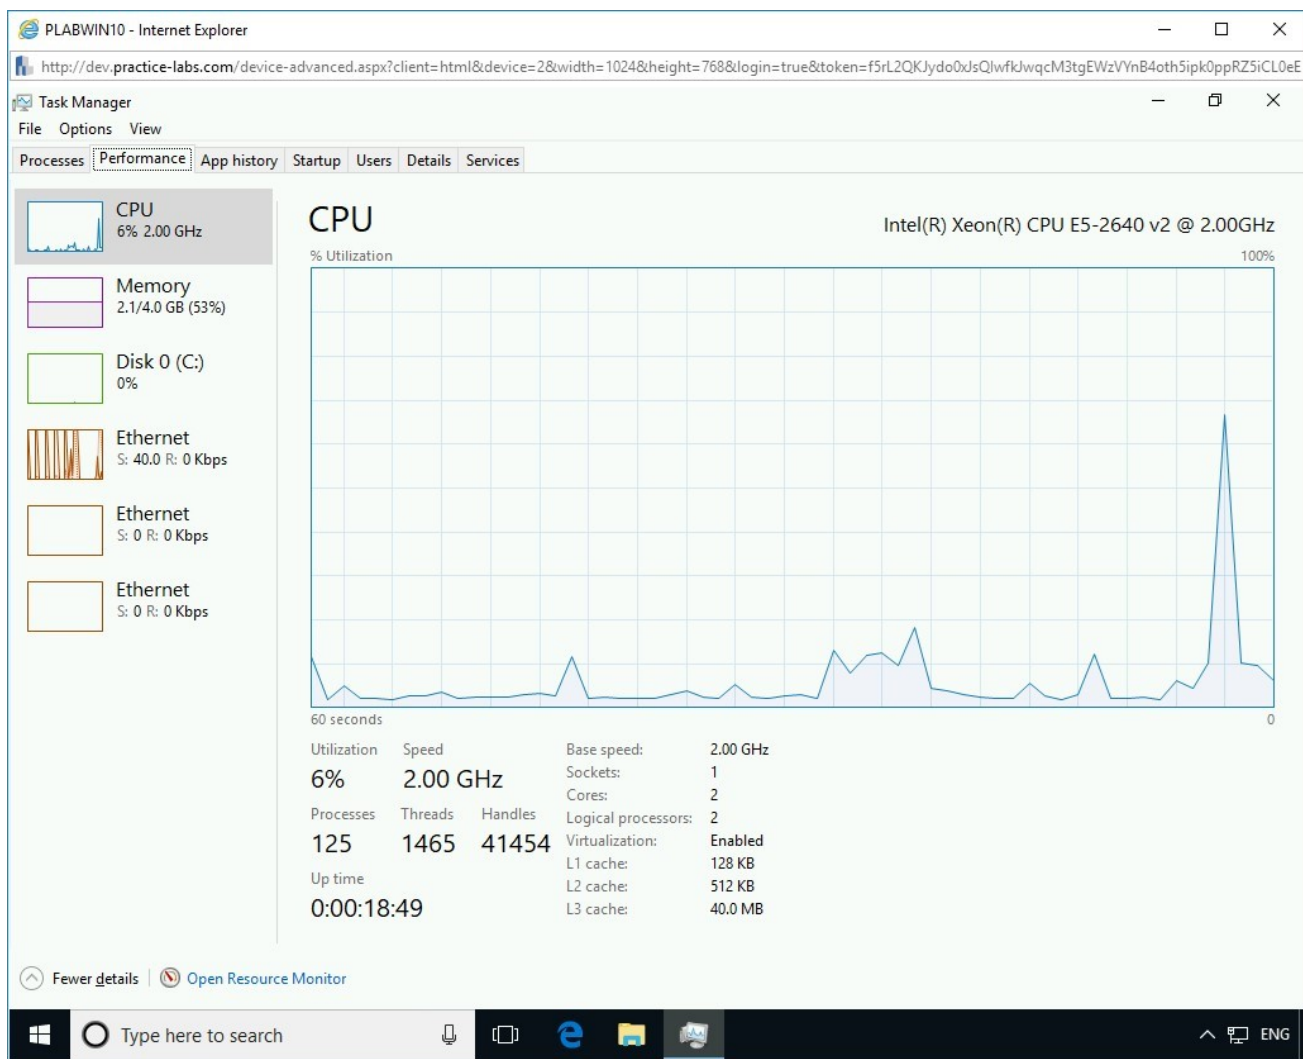 PLABWIN10 - Internet Explorer
http://dev.practice-labs.com/device-advanced.aspx?client=html&device=2&width=1024&height=768&login=true&token=f5rL2QKJydo0xJsQIwfkJwqcM3tgEWzVYnB4oth5ipk0ppRZ5iCL0eE
Task Manager
File Options View
Processes Performance App history Startup Users Details Services
CPU
6% 2.00 GHz
Memory
2.1/4.0 GB (53%)
Disk 0 (C:)
0%
Ethernet
S: 40.0 R: 0 Kbps
Ethernet
S: 0 R: 0 Kbps
Ethernet
S: 0 R: 0 Kbps
CPU Intel(R) Xeon(R) CPU E5-2640 v2 @ 2.00GHz
% Utilization 100%
60 seconds 0
Utilization Speed
6% 2.00 GHz
Processes Threads Handles
125 1465 41454
Up time
0:00:18:49
Base speed: 2.00 GHz
Sockets: 1
Cores: 2
Logical processors: 2
Virtualization: Enabled
L1 cache: 128 KB
L2 cache: 512 KB
L3 cache: 40.0 MB
Fewer details Open Resource Monitor
Type here to search ENG